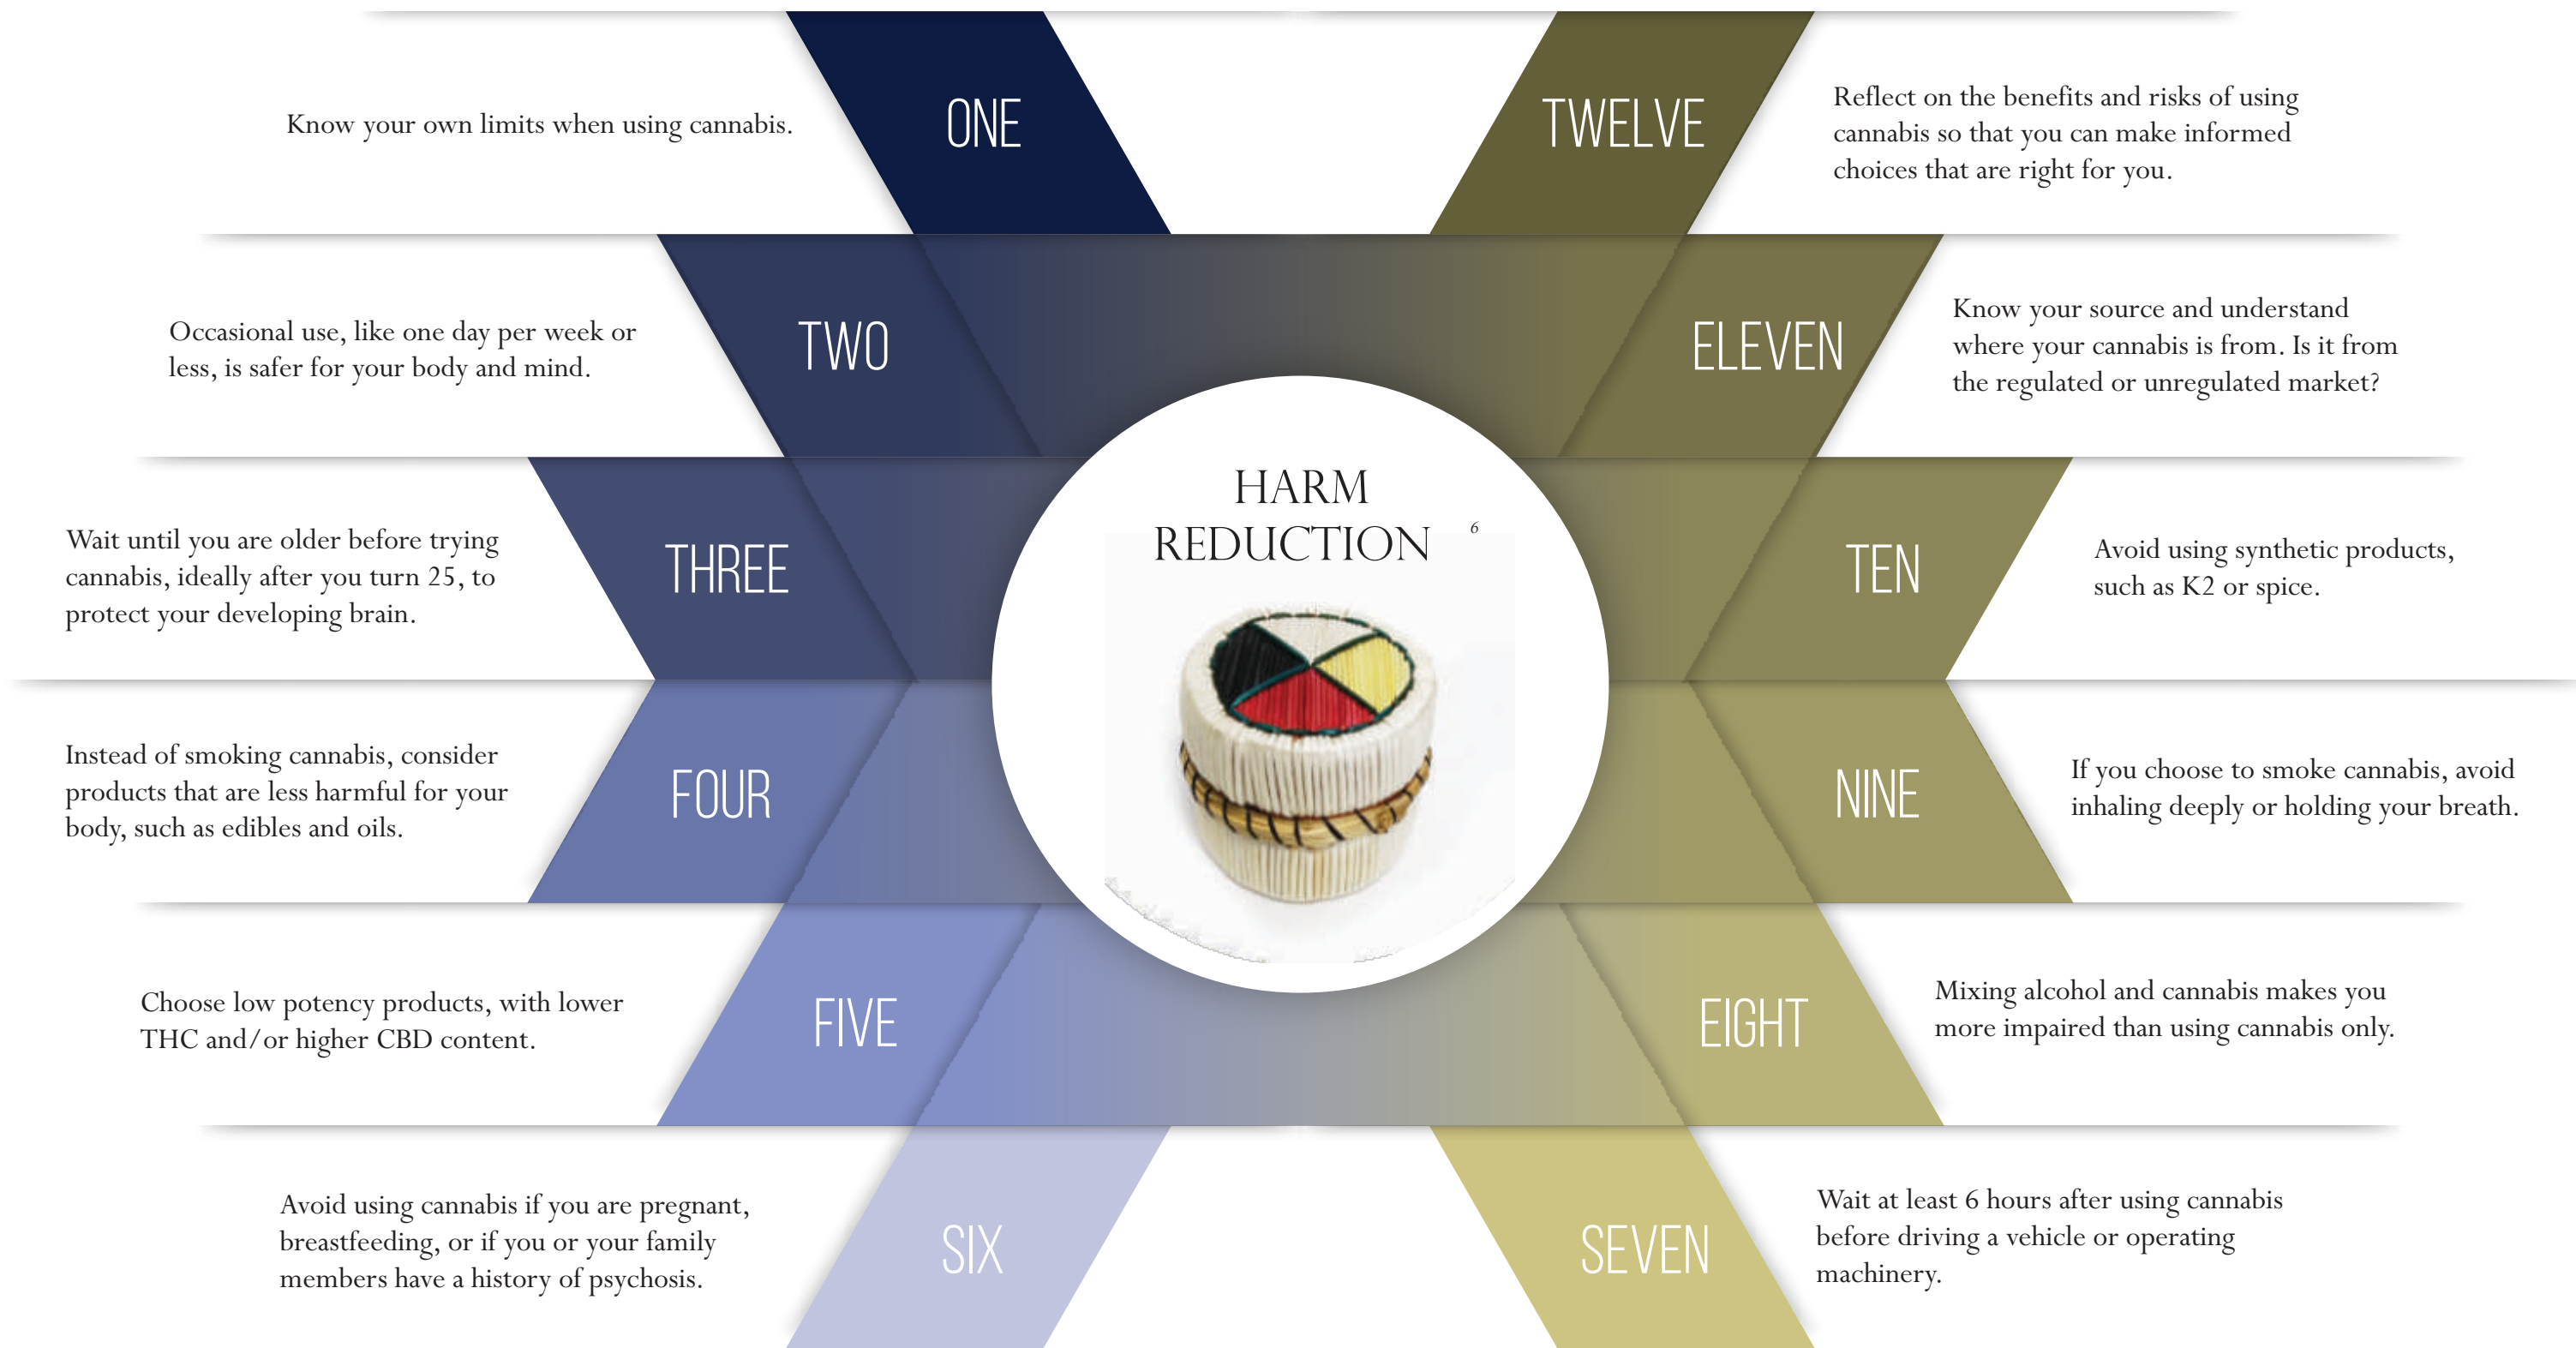 ONE
Know your own limits when using cannabis.
TWO
Occasional use, like one day per week or
less, is safer for your body and mind.
THREE
Wait until you are older before trying
cannabis, ideally after you turn 25, to
protect your developing brain.
FOUR
Instead of smoking cannabis, consider
products that are less harmful for your
body, such as edibles and oils.
FIVE
Choose low potency products, with lower
THC and/or higher CBD content.
SIX
Avoid using cannabis if you are pregnant,
breastfeeding, or if you or your family
members have a history of psychosis.
HARM
REDUCTION 6
TWELVE
Reflect on the benefits and risks of using
cannabis so that you can make informed
choices that are right for you.
ELEVEN
Know your source and understand
where your cannabis is from. Is it from
the regulated or unregulated market?
TEN
Avoid using synthetic products,
such as K2 or spice.
NINE
If you choose to smoke cannabis, avoid
inhaling deeply or holding your breath.
EIGHT
Mixing alcohol and cannabis makes you
more impaired than using cannabis only.
SEVEN
Wait at least 6 hours after using cannabis
before driving a vehicle or operating
machinery.